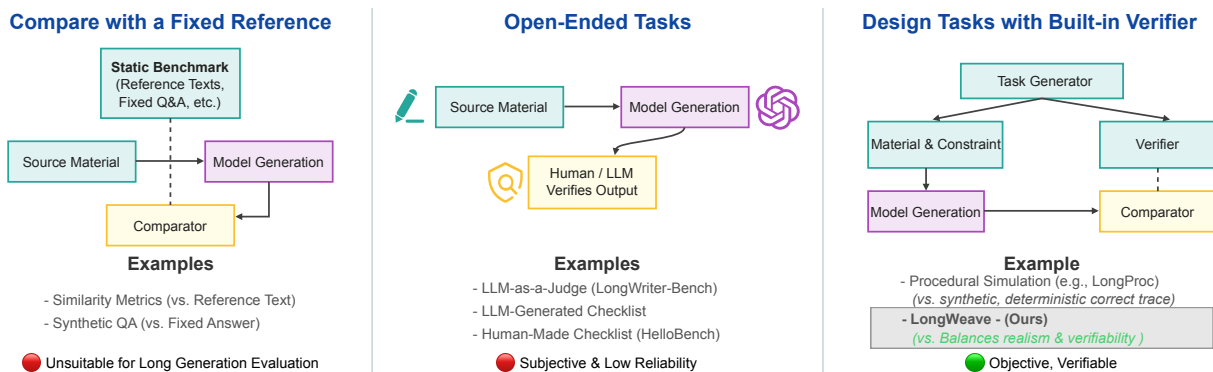 Compare with a Fixed Reference
Static Benchmark
(Reference Texts,
Fixed Q&A, etc.)
Source Material
Model Generation
Comparator
Examples
- Similarity Metrics (vs. Reference Text)
- Synthetic QA (vs. Fixed Answer)
Unsuitable for Long Generation Evaluation
Open-Ended Tasks
Source Material
Model Generation
Human / LLM
Verifies Output
Examples
- LLM-as-a-Judge (LongWriter-Bench)
- LLM-Generated Checklist
- Human-Made Checklist (HelloBench)
Subjective & Low Reliability
Design Tasks with Built-in Verifier
Task Generator
Material & Constraint
Verifier
Model Generation
Comparator
Example
- Procedural Simulation (e.g., LongProc)
(vs. synthetic, deterministic correct trace)
- LongWeave - (Ours)
(vs. Balances realism & verifiability )
Objective, Verifiable